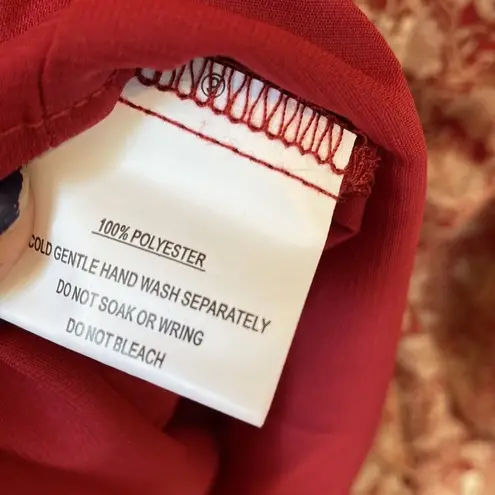 100% POLYESTER
COLD GENTLE HAND WASH SEPARATELY
DO NOT SOAK OR WRING
DO NOT BLEACH